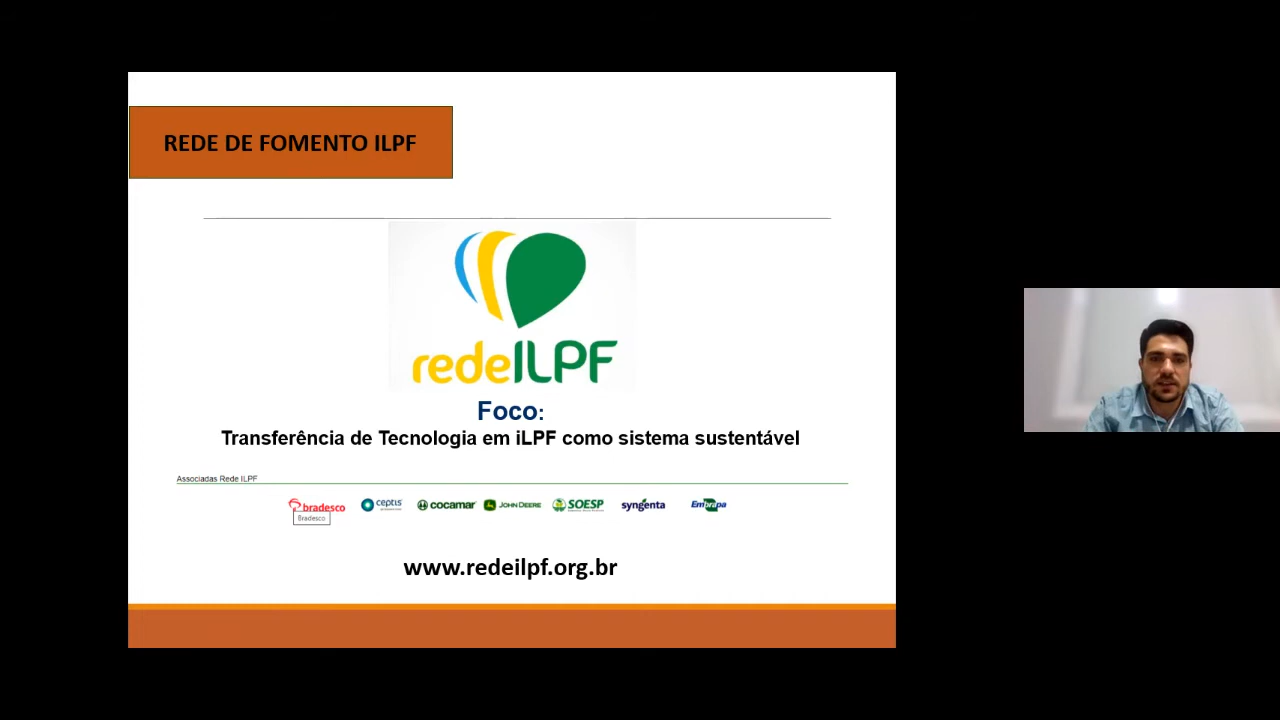 REDE DE FOMENTO ILPF
redeILPF
Foco:
Transferência de Tecnologia em iLPF como sistema sustentável
Associadas Rede ILPF
bradesco ceptis cocamar JOHN DEERE SOESP syngenta Embrapa
Bradesco
www.redeilpf.org.br